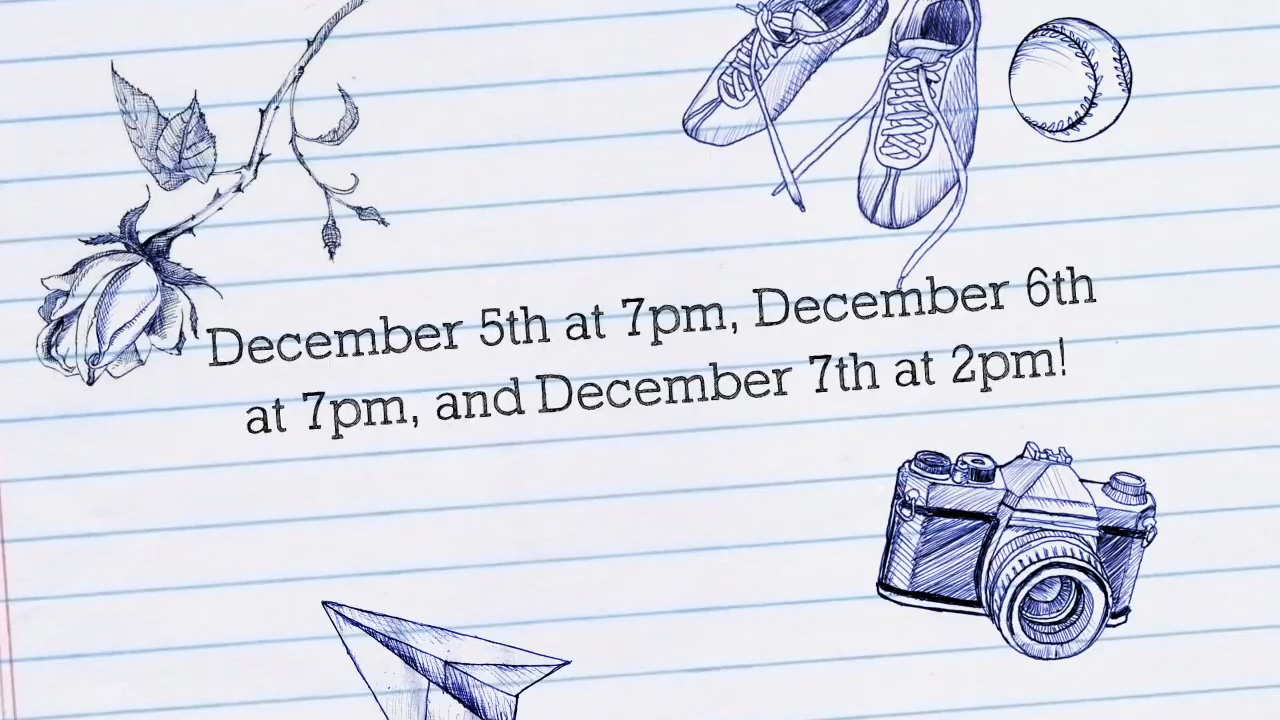 December 5th at 7pm, December 6th
at 7pm, and December 7th at 2pm!